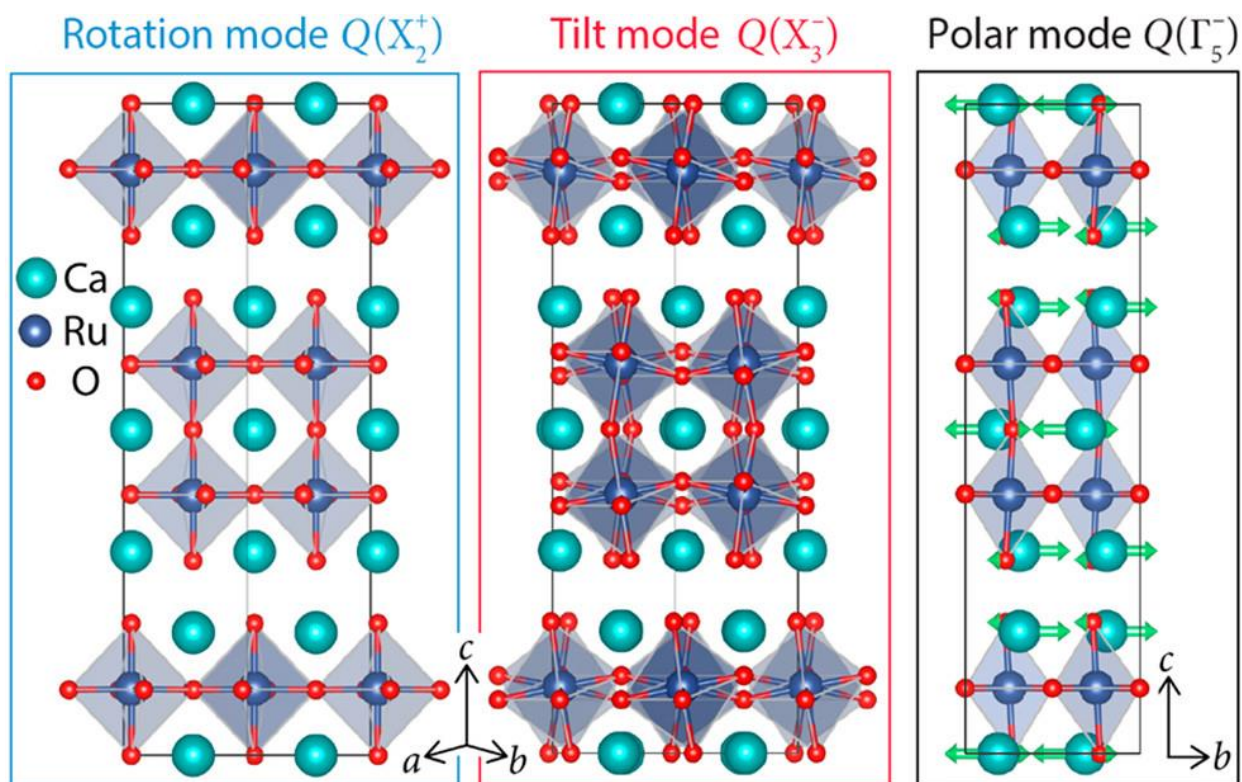 Rotation mode Q(X₂⁺)
Tilt mode Q(X₃⁻)
Polar mode Q(Γ₅⁻)
Ca
Ru
O
c
a
b
c
b